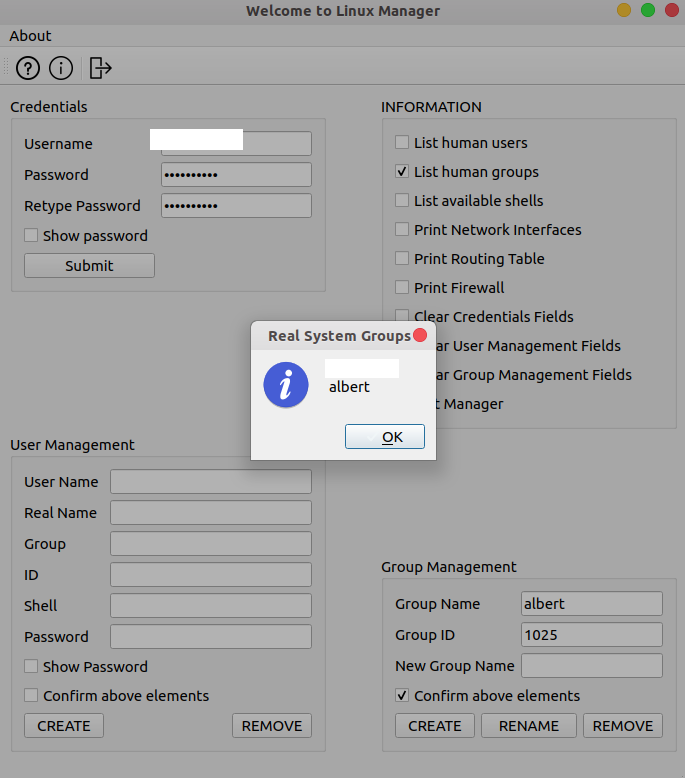 Welcome to Linux Manager
About
Credentials
Username
Password ••••••••••
Retype Password ••••••••••
Show password
Submit
INFORMATION
List human users
List human groups
List available shells
Print Network Interfaces
Print Routing Table
Print Firewall
Clear Credentials Fields
ar User Management Fields
ar Group Management Fields
t Manager
Real System Groups
albert
OK
User Management
User Name
Real Name
Group
ID
Shell
Password
Show Password
Confirm above elements
CREATE REMOVE
Group Management
Group Name albert
Group ID 1025
New Group Name
Confirm above elements
CREATE RENAME REMOVE